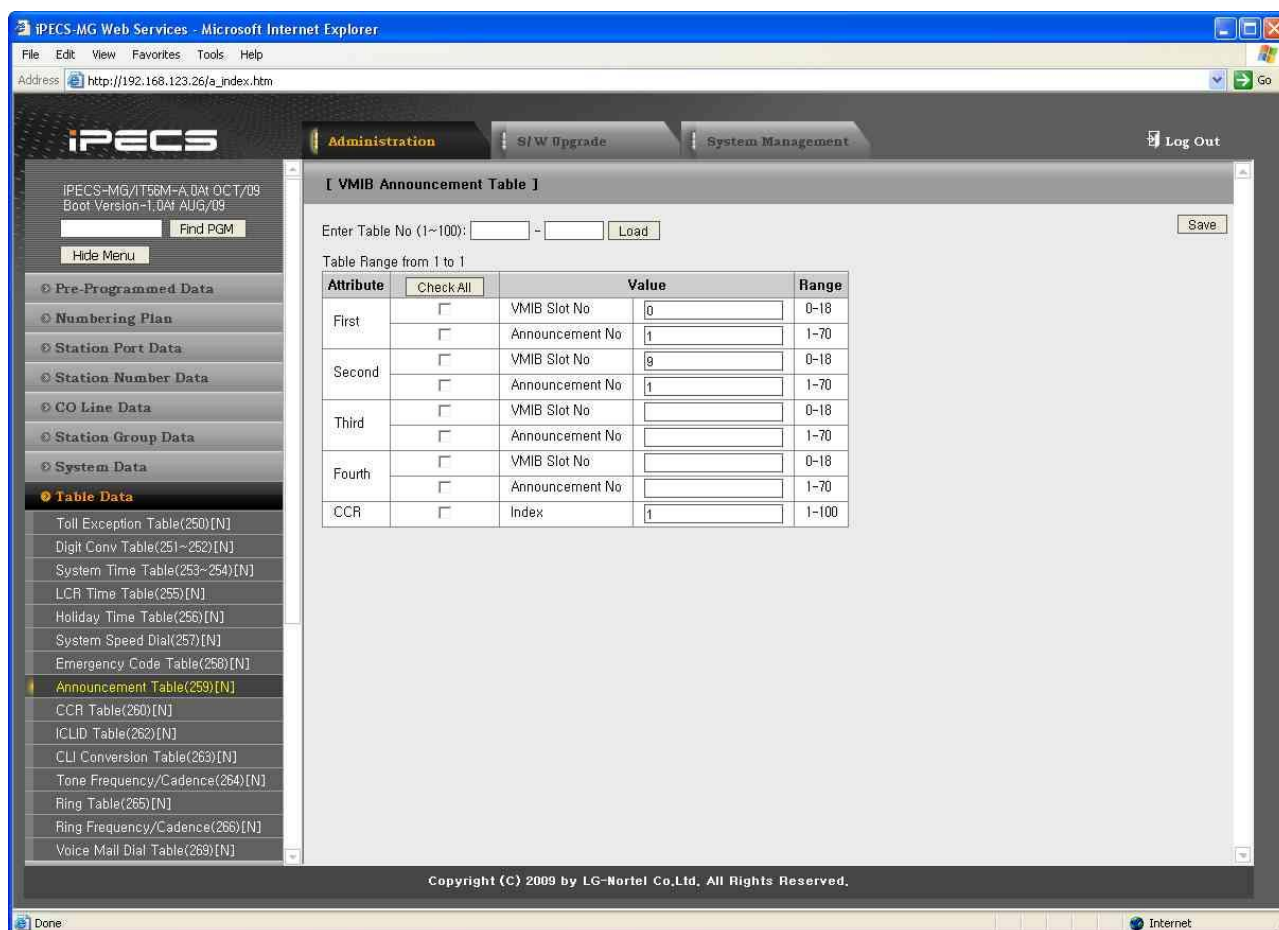 iPECS-MG Web Services - Microsoft Internet Explorer
File Edit View Favorites Tools Help
Address http://192.168.123.26/a_index.htm Go
iPECS
Administration S/W Upgrade System Management Log Out
iPECS-MG/IT56M-A.0At OCT/09
Boot Version-1.0Af AUG/09
Find PGM
Hide Menu
Pre-Programmed Data
Numbering Plan
Station Port Data
Station Number Data
CO Line Data
Station Group Data
System Data
Table Data
Toll Exception Table(250)[N]
Digit Conv Table(251~252)[N]
System Time Table(253~254)[N]
LCR Time Table(255)[N]
Holiday Time Table(256)[N]
System Speed Dial(257)[N]
Emergency Code Table(258)[N]
Announcement Table(259)[N]
CCR Table(260)[N]
ICLID Table(262)[N]
CLI Conversion Table(263)[N]
Tone Frequency/Cadence(264)[N]
Ring Table(265)[N]
Ring Frequency/Cadence(266)[N]
Voice Mail Dial Table(269)[N]
[ VMIB Announcement Table ]
Enter Table No (1~100): - Load Save
Table Range from 1 to 1
Attribute Check All Value Range
First VMIB Slot No 0 0-18
Announcement No 1 1-70
Second VMIB Slot No 9 0-18
Announcement No 1 1-70
Third VMIB Slot No 0-18
Announcement No 1-70
Fourth VMIB Slot No 0-18
Announcement No 1-70
CCR Index 1 1-100
Copyright (C) 2009 by LG-Nortel Co,Ltd, All Rights Reserved.
Done Internet